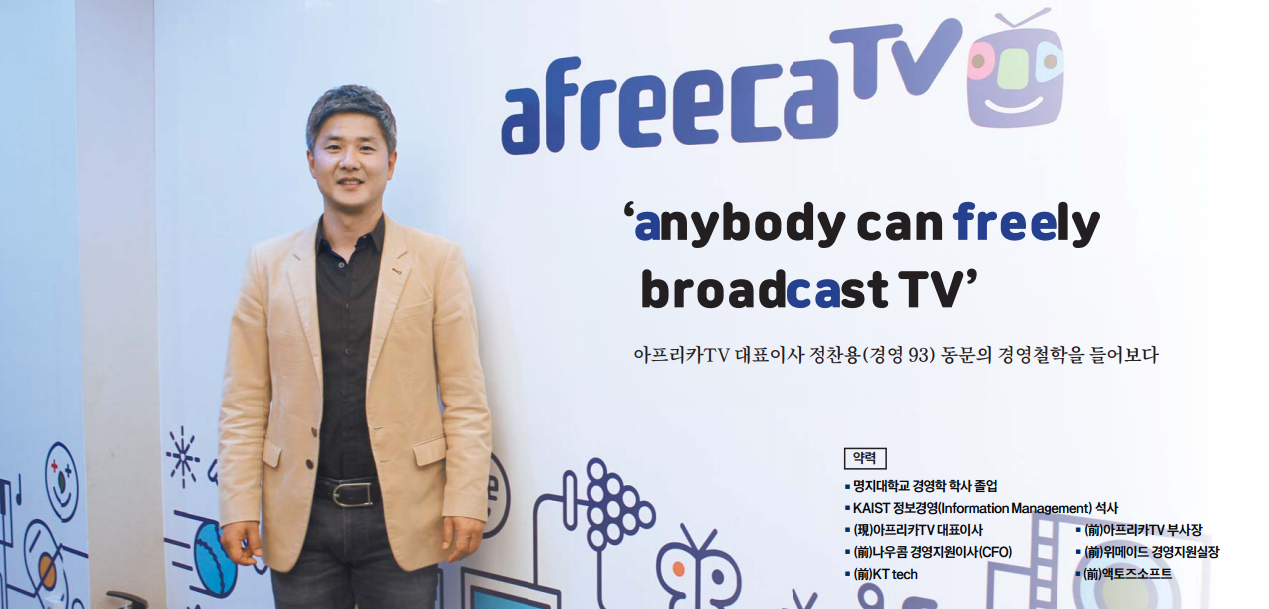 afreecaTV
‘anybody can freely
broadcast TV’
아프리카TV 대표이사 정찬용(경영 93) 동문의 경영철학을 들어보다
약력
▪ 명지대학교 경영학 학사 졸업
▪ KAIST 정보경영(Information Management) 석사
▪ (現)아프리카TV 대표이사 ▪ (前)아프리카TV 부사장
▪ (前)나우콤 경영지원이사(CFO) ▪ (前)위메이드 경영지원실장
▪ (前)KT tech ▪ (前)액토즈소프트